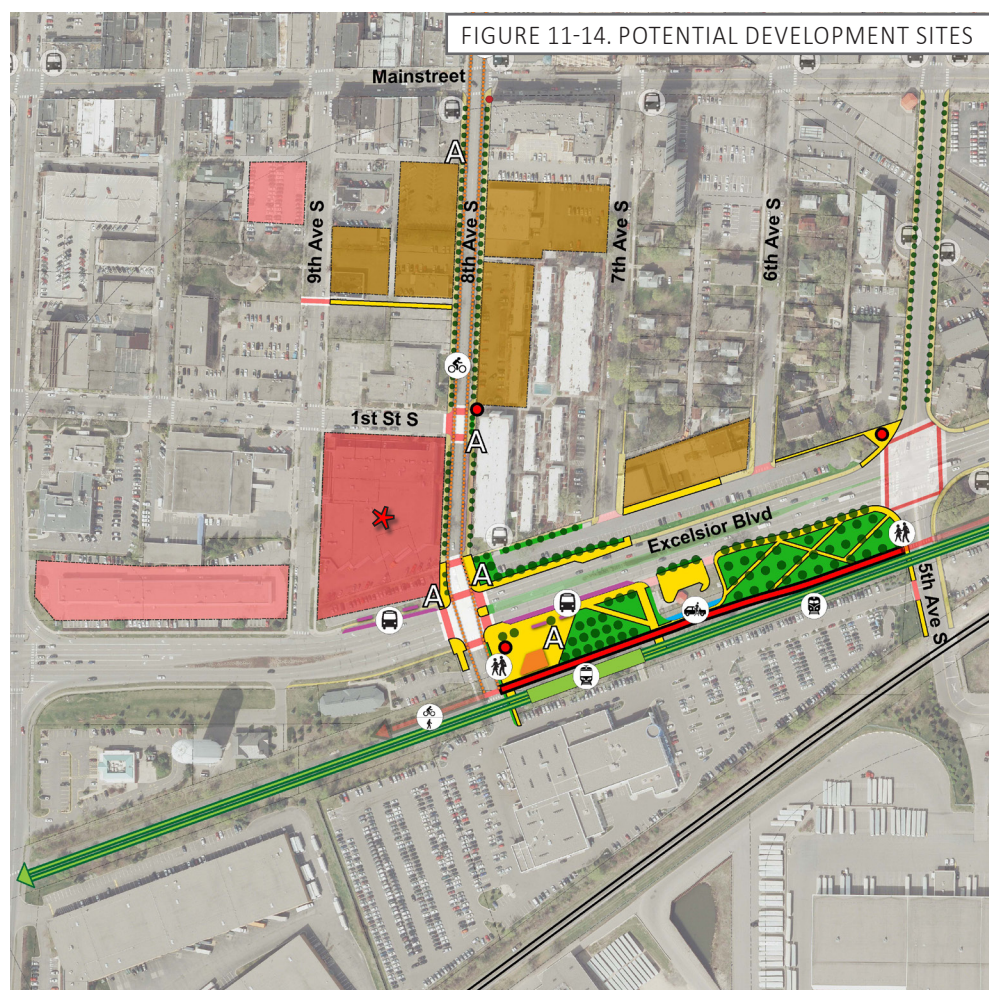 FIGURE 11-14. POTENTIAL DEVELOPMENT SITES
Mainstreet
A
9th Ave S
8th Ave S
7th Ave S
6th Ave S
1st St S
A
Excelsior Blvd
A
A
A
5th Ave S